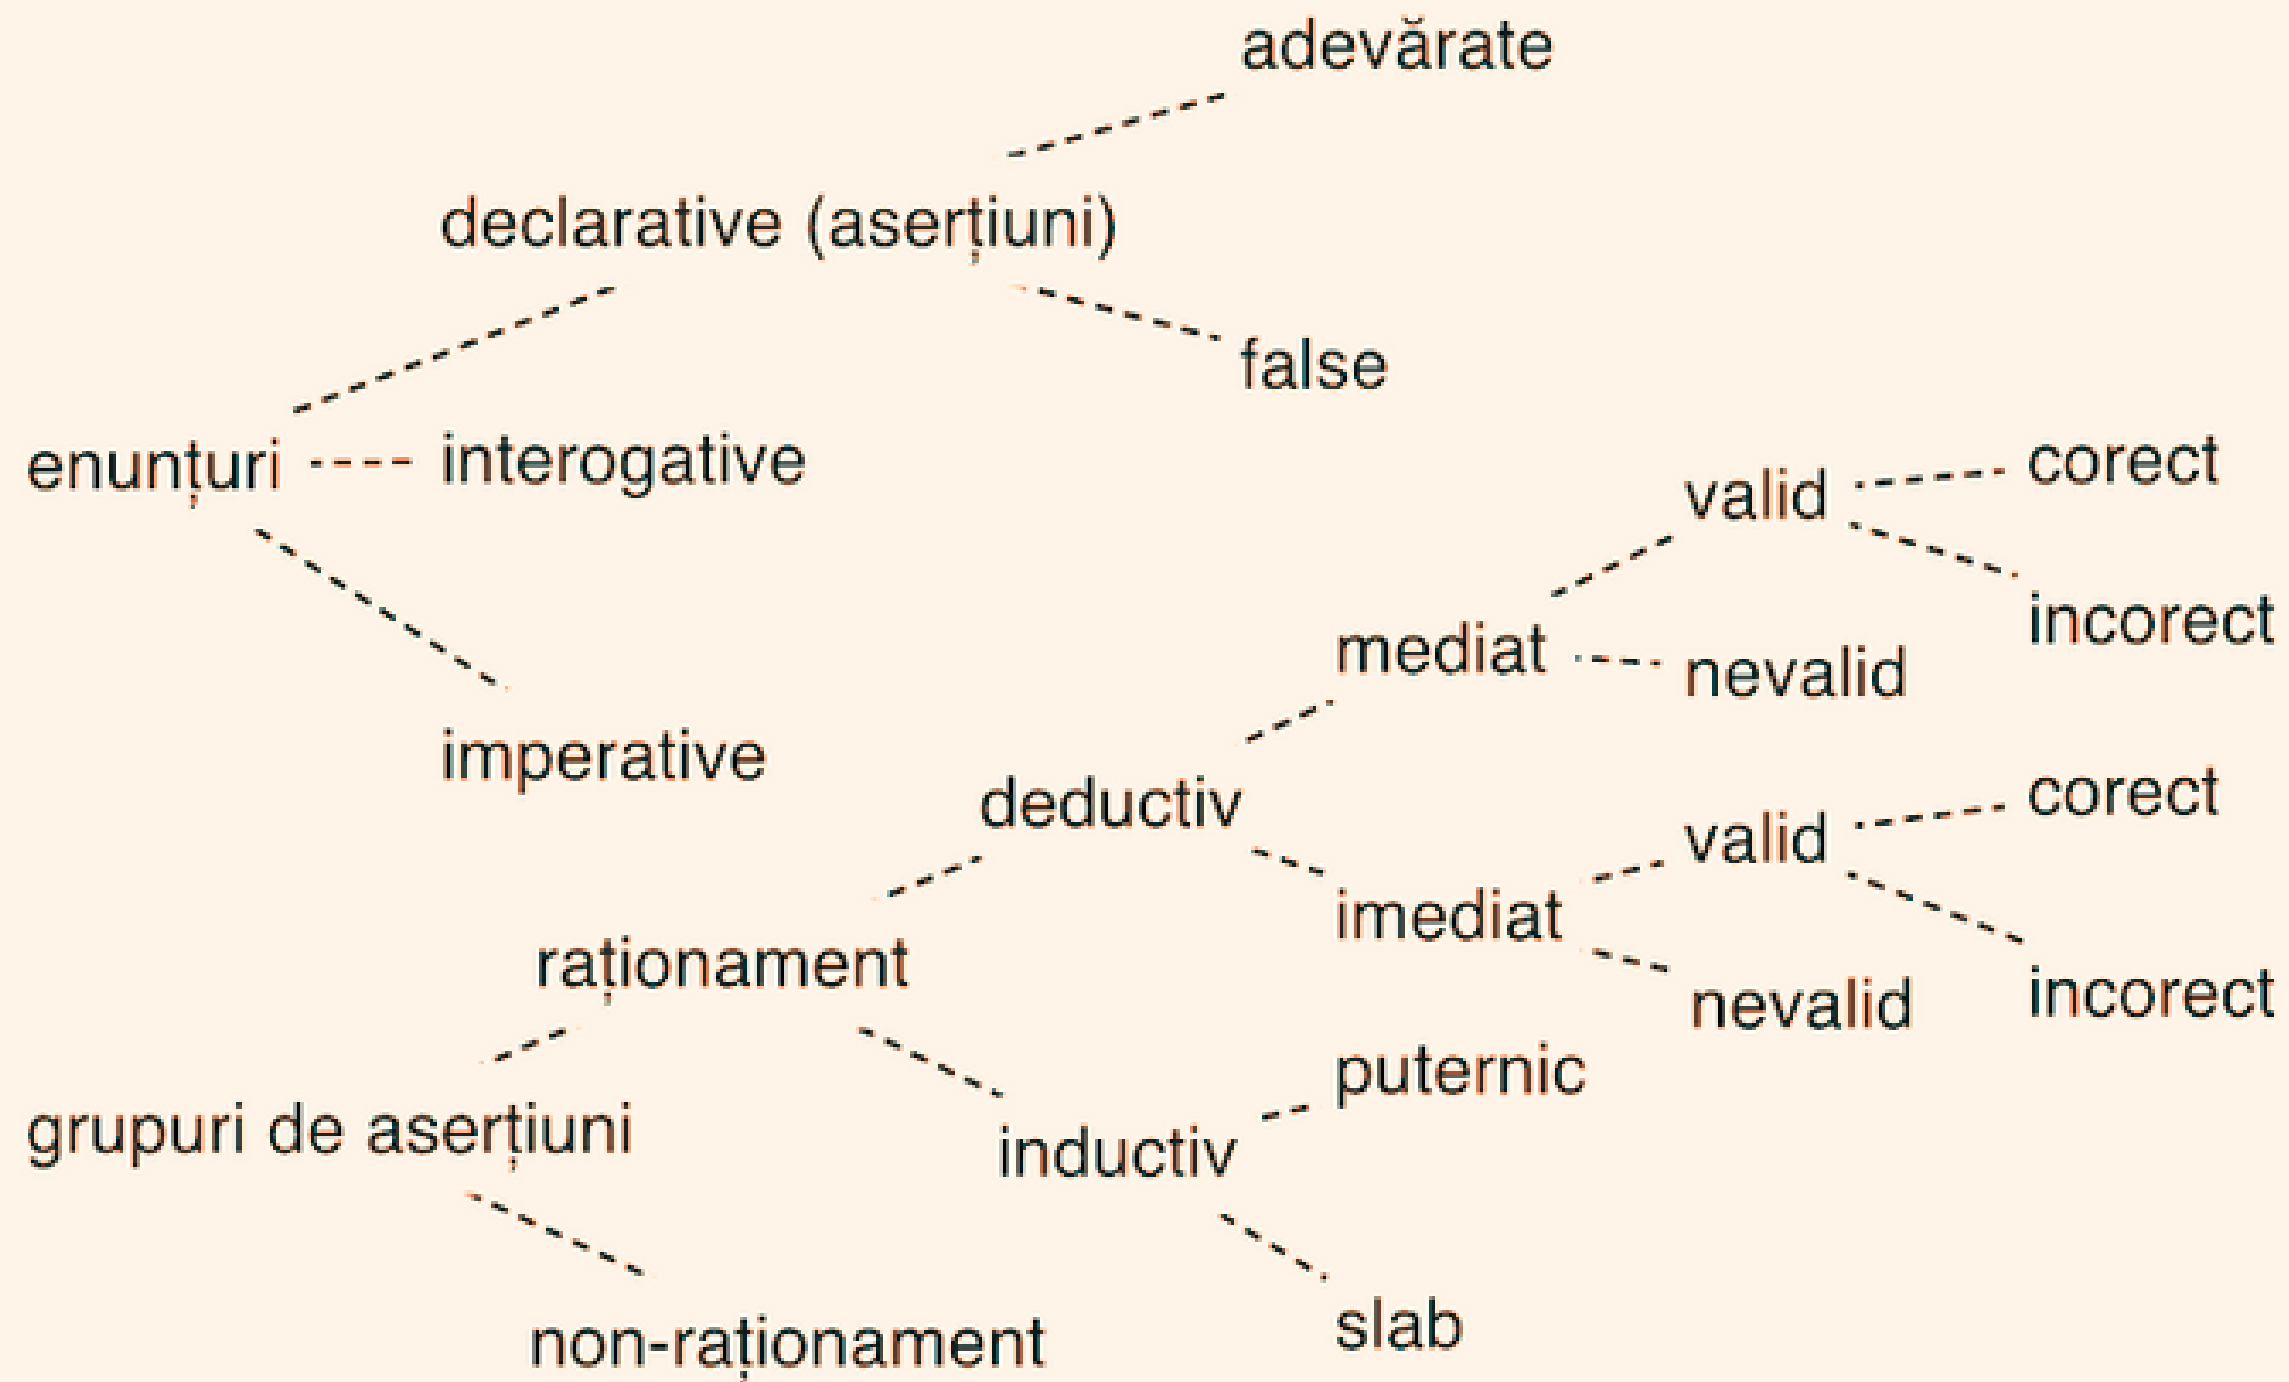 adevărate
declarative (aserțiuni)
false
enunțuri
interogative
imperative
corect
valid
incorect
mediat
nevalid
deductiv
corect
valid
imediat
incorect
nevalid
raționament
puternic
grupuri de aserțiuni
inductiv
slab
non-raționament